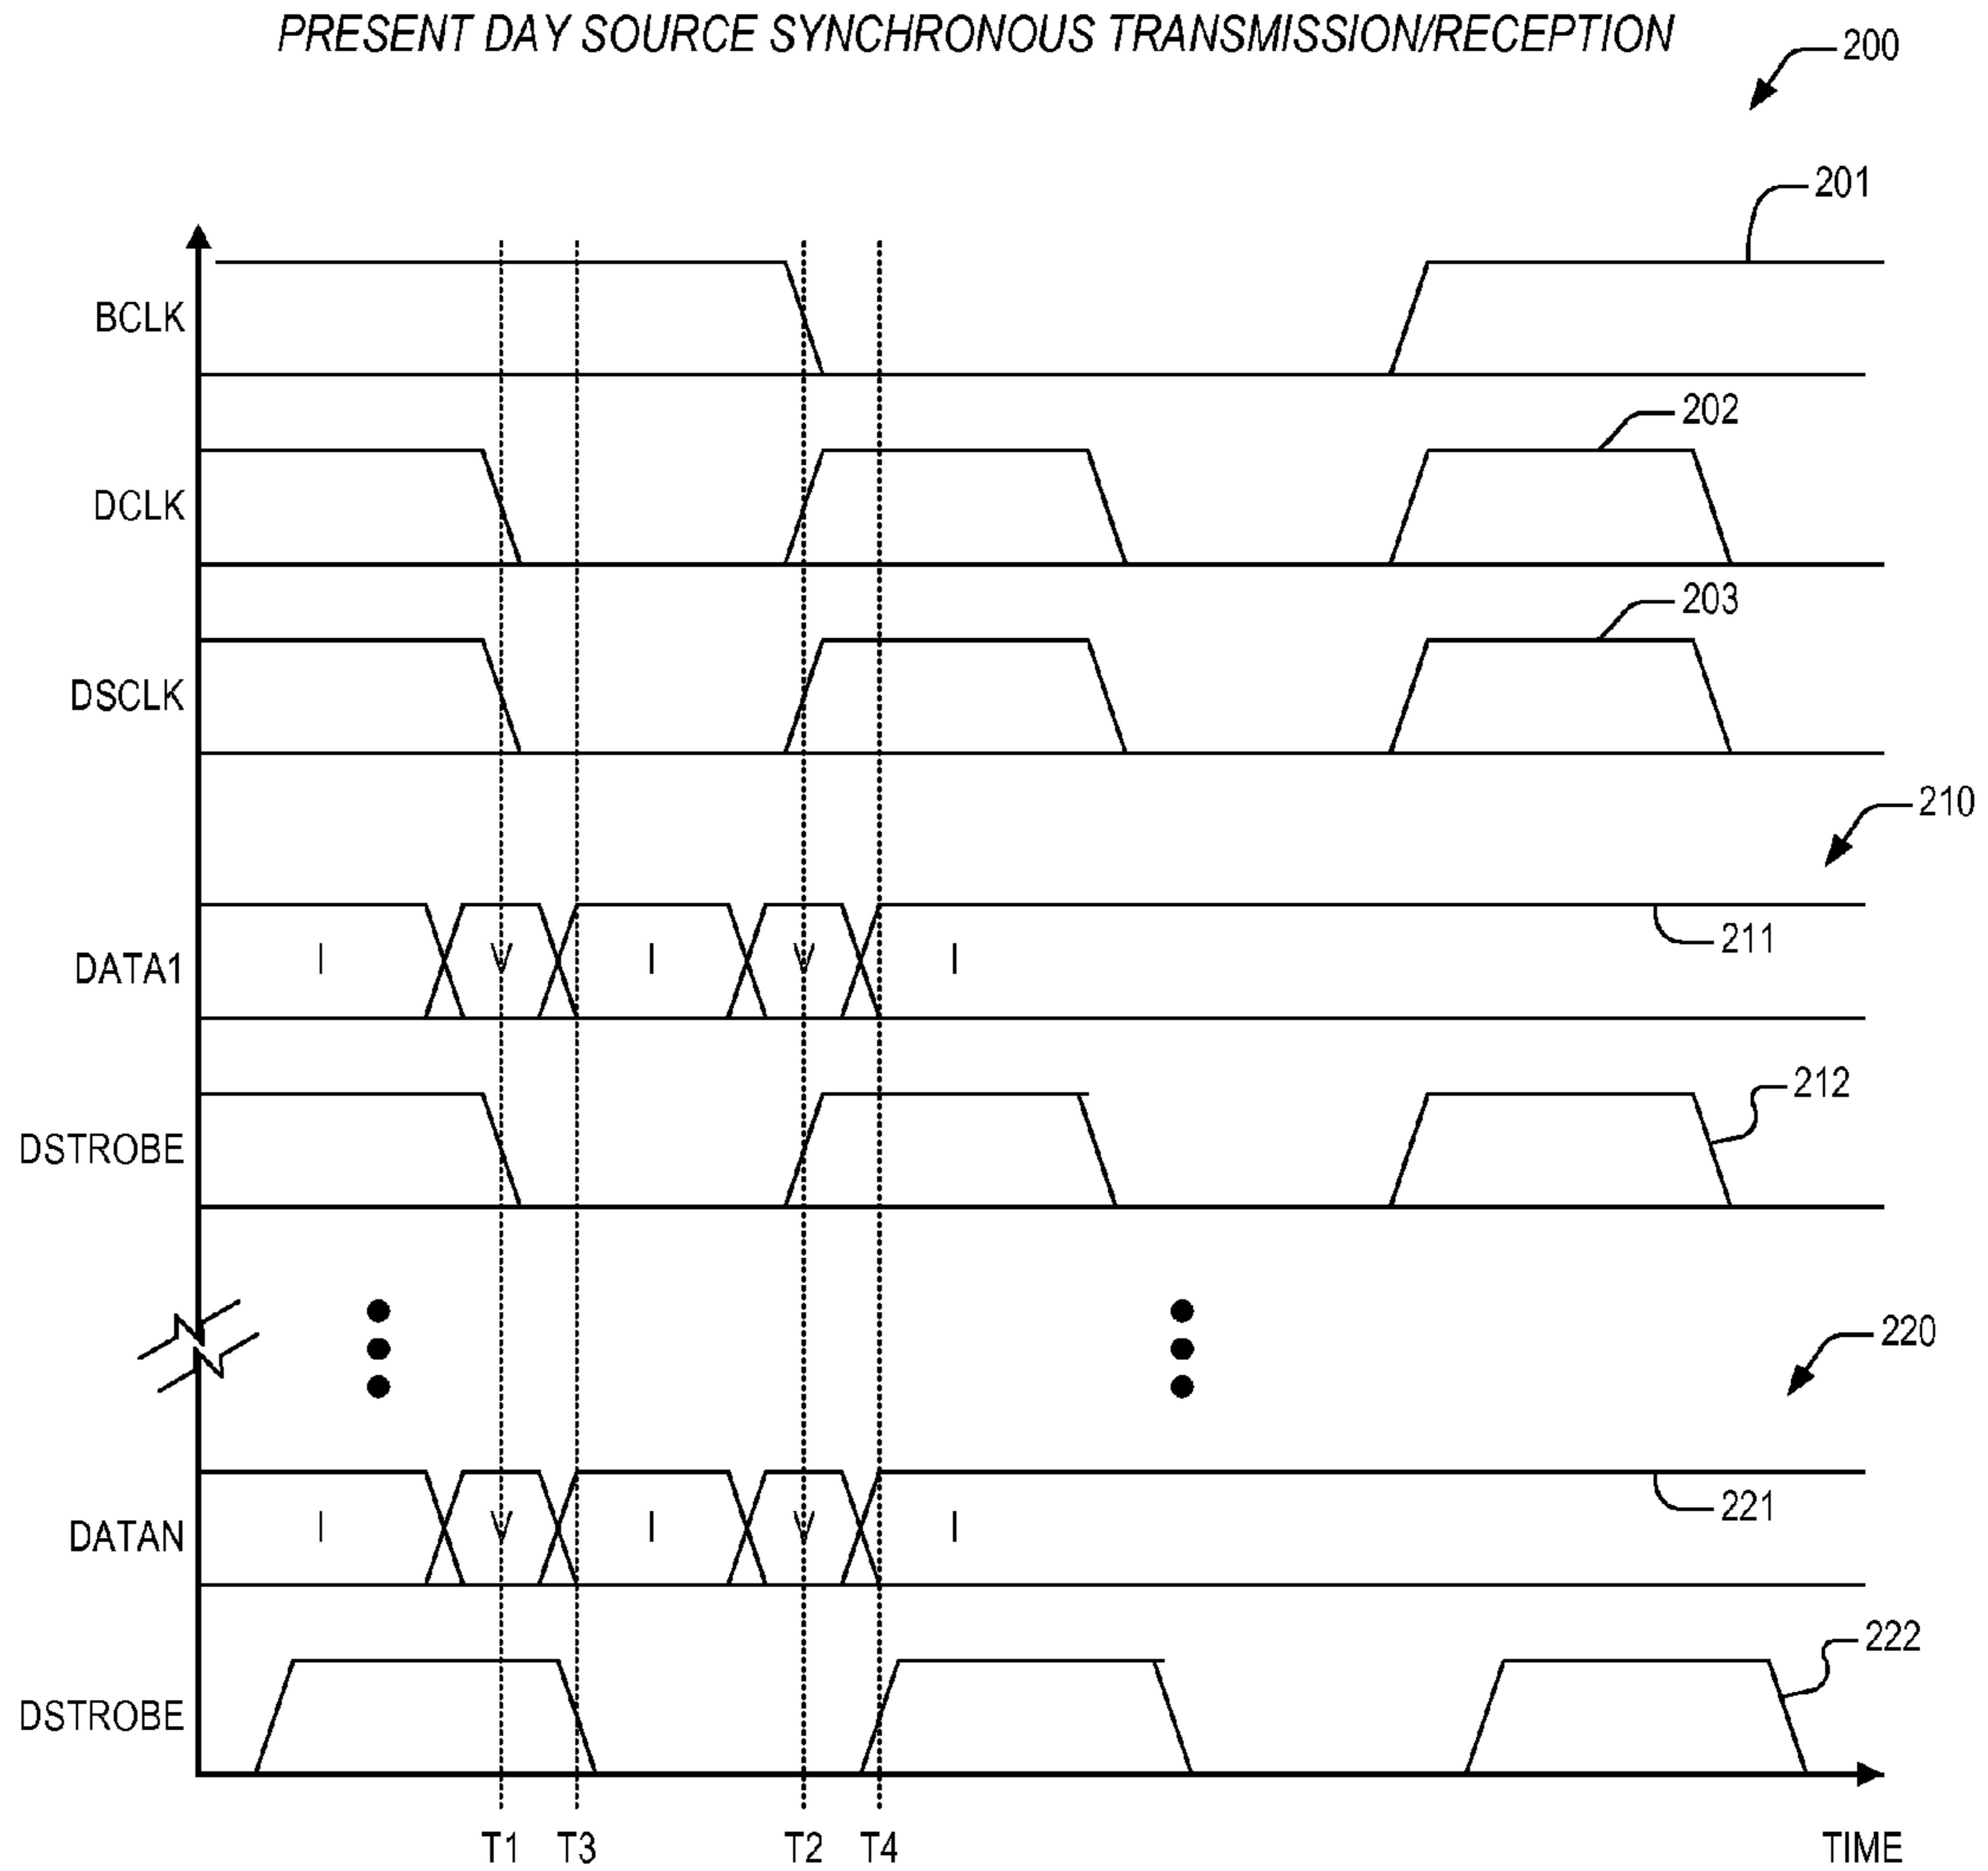 PRESENT DAY SOURCE SYNCHRONOUS TRANSMISSION/RECEPTION
200
201
BCLK
202
DCLK
203
DSCLK
210
DATA1 I V I V I 211
212
DSTROBE
220
DATAN I V I V I 221
222
DSTROBE
T1 T3 T2 T4 TIME